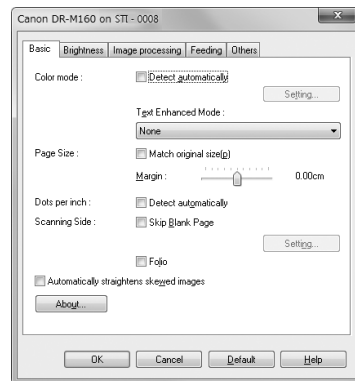 Canon DR-M160 on STI - 0008
x
Basic Brightness Image processing Feeding Others
Color mode : Detect automatically
Setting...
Text Enhanced Mode :
None
Page Size : Match original size(p)
Margin : 0.00cm
Dots per inch : Detect automatically
Scanning Side : Skip Blank Page
Setting...
Folio
Automatically straightens skewed images
About...
OK Cancel Default Help